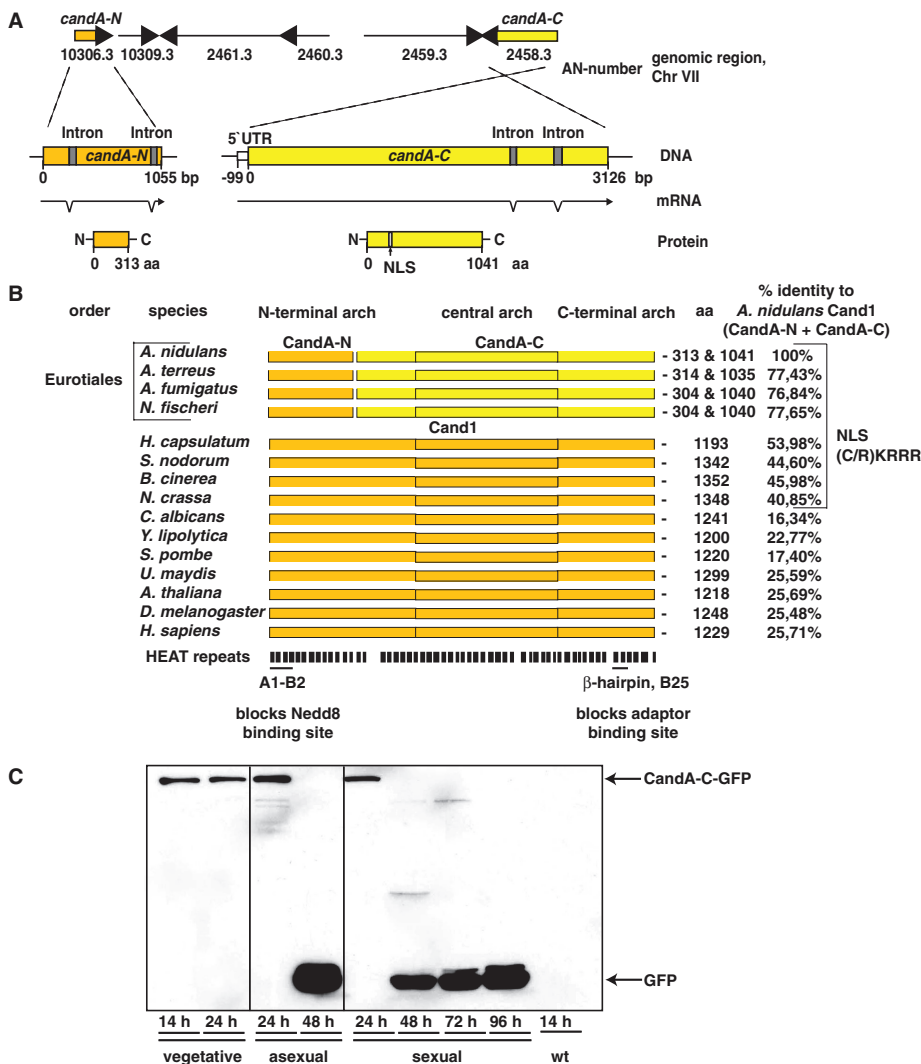 A
candA-N
candA-C
10306.3 10309.3 2461.3 2460.3 2459.3 2458.3
AN-number genomic region, Chr VII
Intron Intron
5` UTR
Intron Intron
candA-N
candA-C
DNA
0 1055 bp
-99 0 3126 bp
mRNA
N C
N C
Protein
0 313 aa
0 1041 aa
NLS
B
order species N-terminal arch central arch C-terminal arch aa % identity to A. nidulans Cand1 (CandA-N + CandA-C)
CandA-N CandA-C
Eurotiales
A. nidulans - 313 & 1041 100%
A. terreus - 314 & 1035 77,43%
A. fumigatus - 304 & 1040 76,84%
N. fischeri - 304 & 1040 77,65%
Cand1
NLS
(C/R)KRRR
H. capsulatum - 1193 53,98%
S. nodorum - 1342 44,60%
B. cinerea - 1352 45,98%
N. crassa - 1348 40,85%
C. albicans - 1241 16,34%
Y. lipolytica - 1200 22,77%
S. pombe - 1220 17,40%
U. maydis - 1299 25,59%
A. thaliana - 1218 25,69%
D. melanogaster - 1248 25,48%
H. sapiens - 1229 25,71%
HEAT repeats
A1-B2 β-hairpin, B25
blocks Nedd8 binding site
blocks adaptor binding site
C
CandA-C-GFP
GFP
14 h 24 h 24 h 48 h 24 h 48 h 72 h 96 h 14 h
vegetative asexual sexual wt